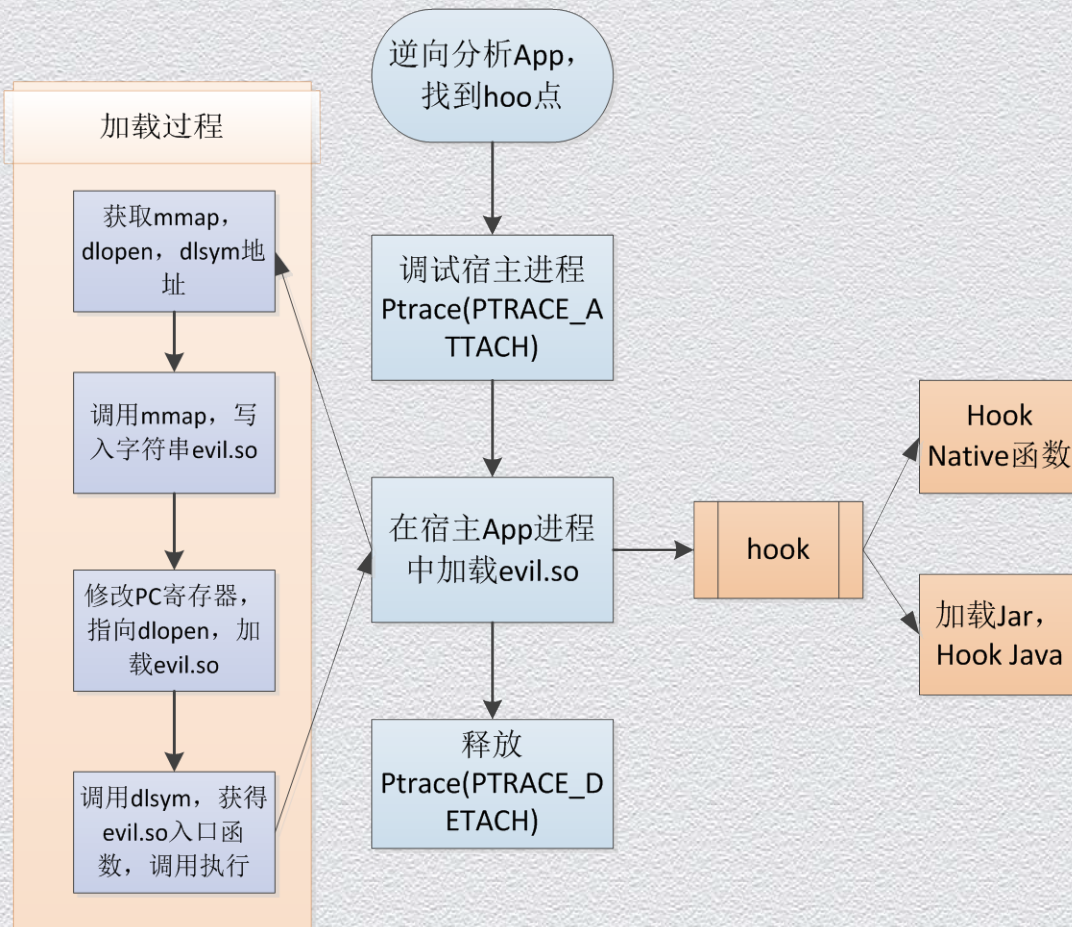 逆向分析App，
找到hoo点
加载过程
获取mmap，
dlopen，dlsym地
址
调用mmap，写
入字符串evil.so
修改PC寄存器，
指向dlopen，加
载evil.so
调用dlsym，获得
evil.so入口函
数，调用执行
调试宿主进程
Ptrace(PTRACE_A
TTACH)
在宿主App进程
中加载evil.so
释放
Ptrace(PTRACE_D
ETACH)
hook
Hook
Native函数
加载Jar，
Hook Java